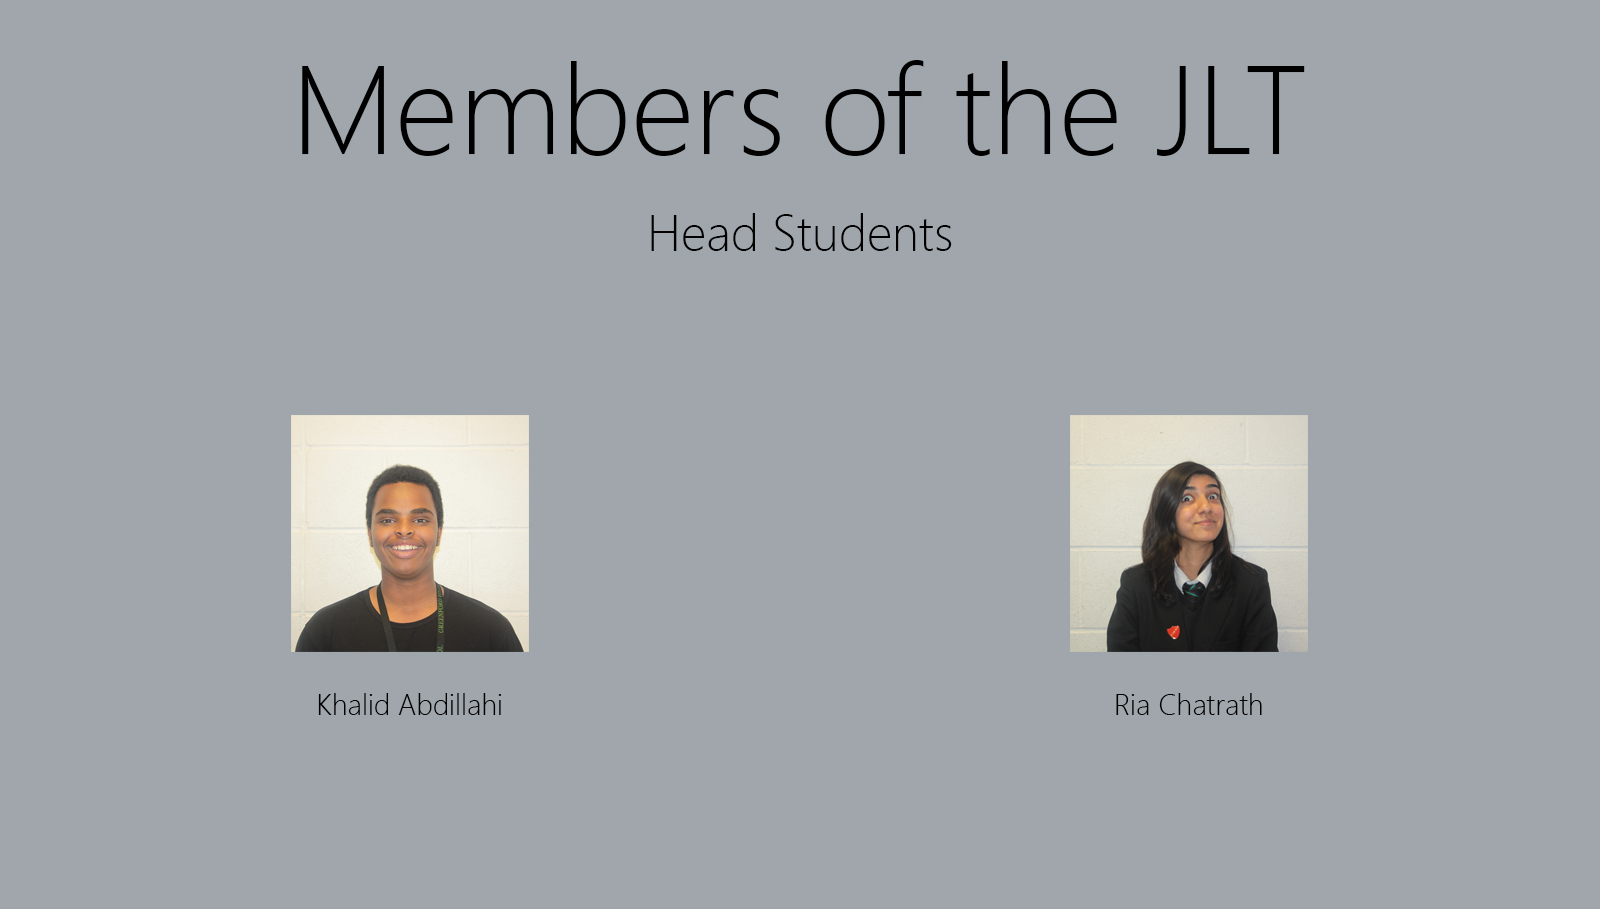 Members of the JLT
Head Students
Khalid Abdillahi
Ria Chatrath